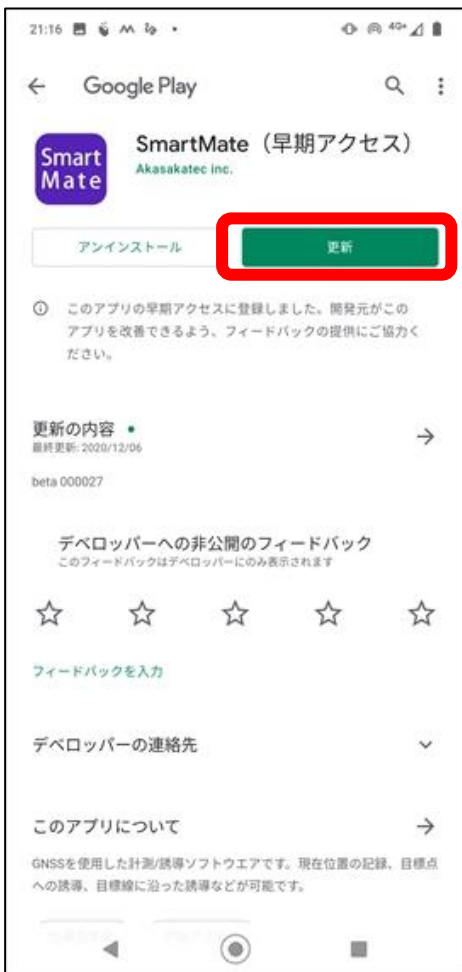 21:16
4G+
Google Play
Smart
Mate
SmartMate（早期アクセス）
Akasakatec inc.
アンインストール
更新
このアプリの早期アクセスに登録しました。開発元がこの
アプリを改善できるよう、フィードバックの提供にご協力く
ださい。
更新の内容
最終更新: 2020/12/06
beta 000027
デベロッパーへの非公開のフィードバック
このフィードバックはデベロッパーにのみ表示されます
フィードバックを入力
デベロッパーの連絡先
このアプリについて
GNSSを使用した計測/誘導ソフトウエアです。現在位置の記録、目標点
への誘導、目標線に沿った誘導などが可能です。